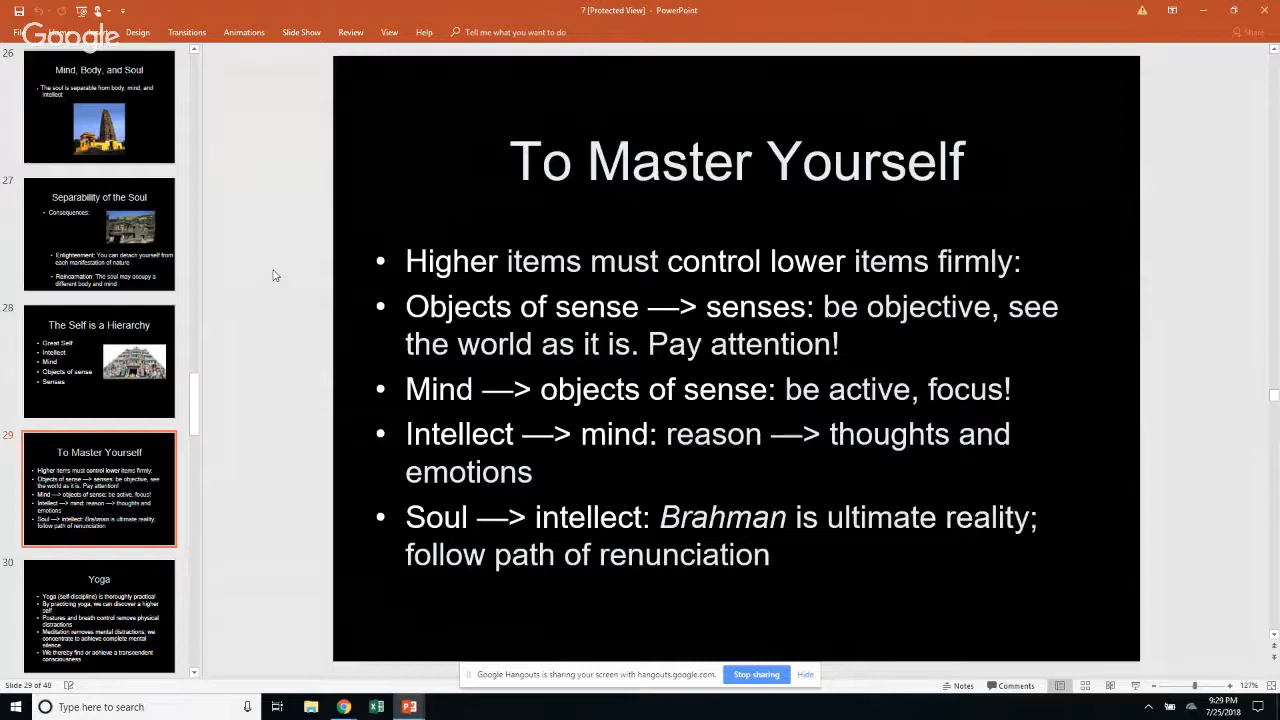 7 [Protected View] - PowerPoint
Google
Design Transitions Animations Slide Show Review View Help Tell me what you want to do Share
26
Mind, Body, and Soul
• The soul is separable from body, mind, and
intellect
27
Separability of the Soul
• Consequences:
• Enlightenment: You can detach yourself from
each manifestation of nature
• Reincarnation: The soul may occupy a
different body and mind
28
The Self is a Hierarchy
• Great Self
• Intellect
• Mind
• Objects of sense
• Senses
29
To Master Yourself
• Higher items must control lower items firmly:
• Objects of sense —> senses: be objective, see
the world as it is. Pay attention!
• Mind —> objects of sense: be active, focus!
• Intellect —> mind: reason —> thoughts and
emotions
• Soul —> intellect: Brahman is ultimate reality;
follow path of renunciation
30
Yoga
• Yoga (self-discipline) is thoroughly practical
• By practicing yoga, we can discover a higher
self
• Postures and breath control remove physical
distractions
• Meditation removes mental distractions; we
concentrate to achieve complete mental
silence
• We thereby find or achieve a transcendent
consciousness
To Master Yourself
• Higher items must control lower items firmly:
• Objects of sense —> senses: be objective, see
the world as it is. Pay attention!
• Mind —> objects of sense: be active, focus!
• Intellect —> mind: reason —> thoughts and
emotions
• Soul —> intellect: Brahman is ultimate reality;
follow path of renunciation
Google Hangouts is sharing your screen with hangouts.google.com. Stop sharing Hide
Slide 29 of 48 Notes Comments 127%
Type here to search
9:29 PM
7/25/2018